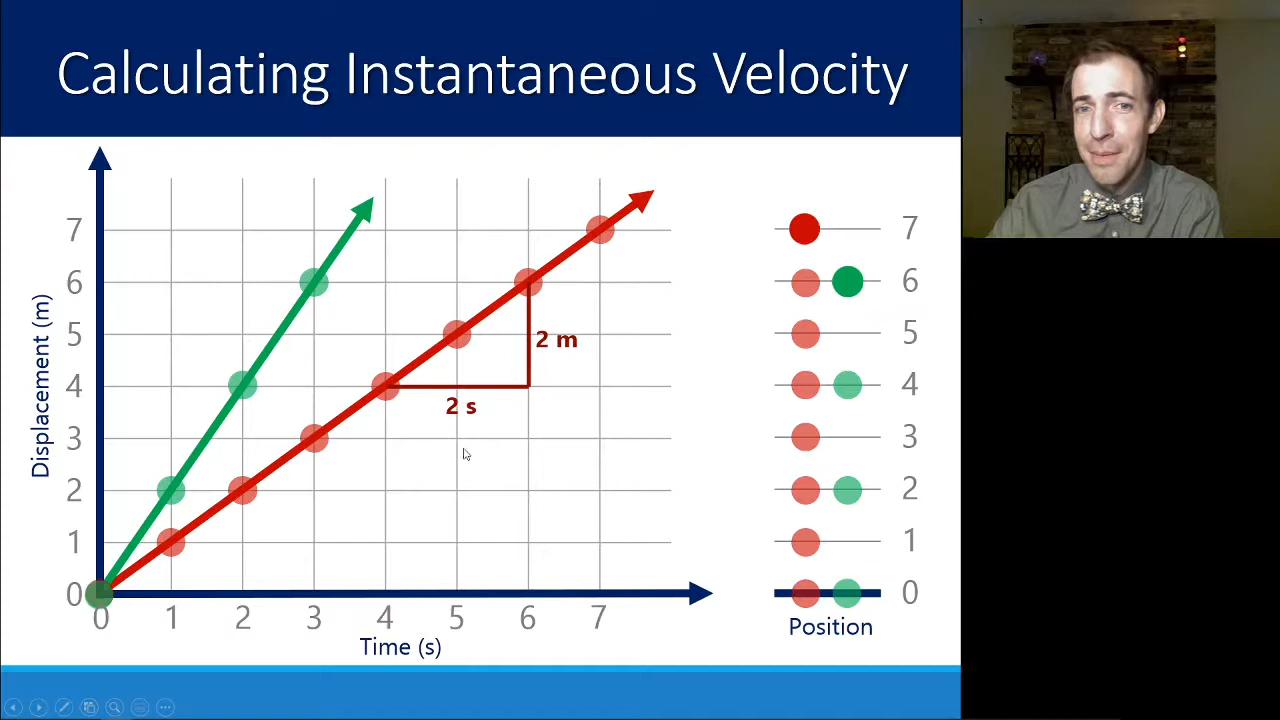 Calculating Instantaneous Velocity
Displacement (m)
7
6
5
4
3
2
1
0
0 1 2 3 4 5 6 7
Time (s)
2 m
2 s
7
6
5
4
3
2
1
0
Position